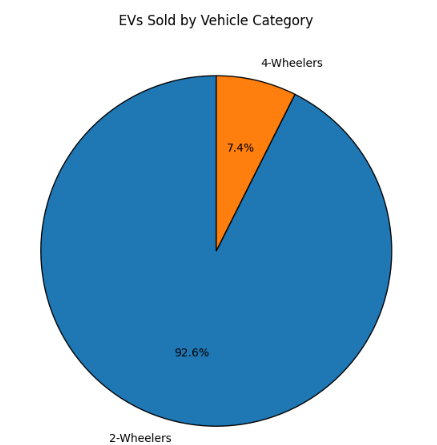 EVs Sold by Vehicle Category
4-Wheelers
7.4%
92.6%
2-Wheelers